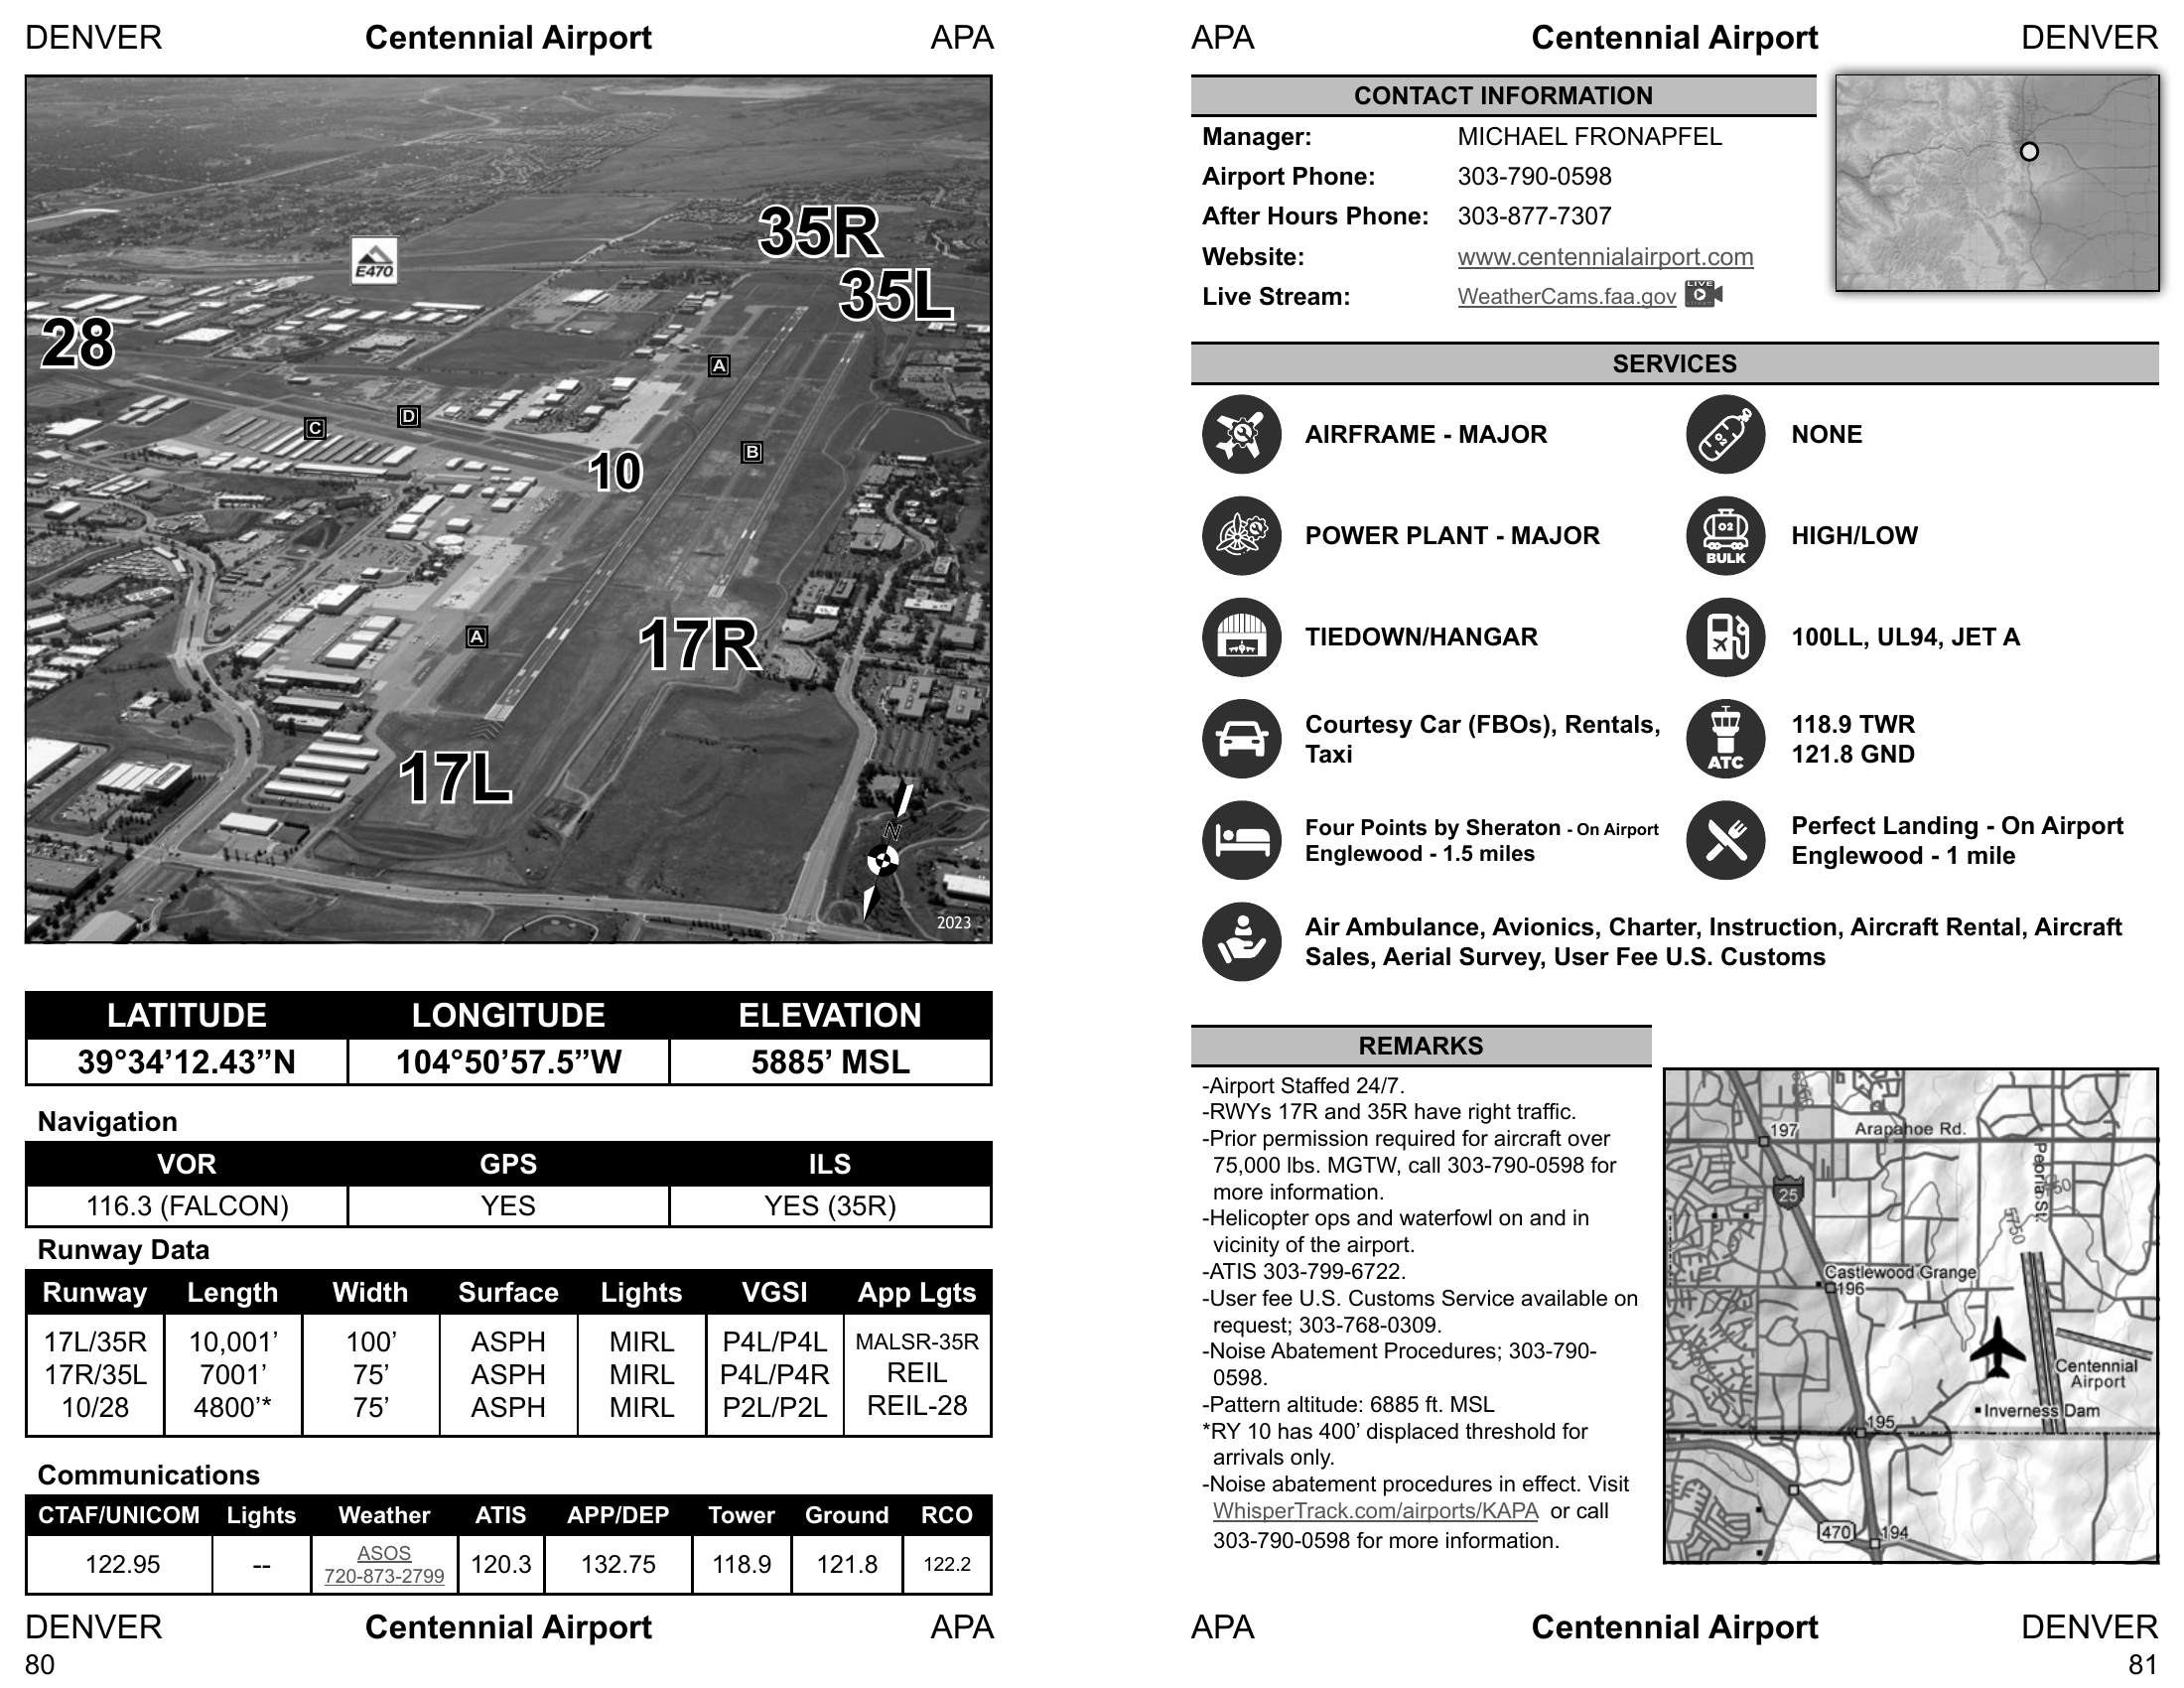 DENVER Centennial Airport APA
E470
35R
35L
28
A
D
C
B
10
A
17R
17L
N
2023
LATITUDE LONGITUDE ELEVATION
39°34’12.43”N 104°50’57.5”W 5885’ MSL
Navigation
VOR GPS ILS
116.3 (FALCON) YES YES (35R)
Runway Data
Runway Length Width Surface Lights VGSI App Lgts
17L/35R 10,001’ 100’ ASPH MIRL P4L/P4L MALSR-35R
17R/35L 7001’ 75’ ASPH MIRL P4L/P4R REIL
10/28 4800’* 75’ ASPH MIRL P2L/P2L REIL-28
Communications
CTAF/UNICOM Lights Weather ATIS APP/DEP Tower Ground RCO
122.95 -- ASOS 720-873-2799 120.3 132.75 118.9 121.8 122.2
DENVER Centennial Airport APA
80
APA Centennial Airport DENVER
CONTACT INFORMATION
Manager: MICHAEL FRONAPFEL
Airport Phone: 303-790-0598
After Hours Phone: 303-877-7307
Website: www.centennialairport.com
Live Stream: WeatherCams.faa.gov LIVE
SERVICES
AIRFRAME - MAJOR
O2 NONE
POWER PLANT - MAJOR
O2 BULK HIGH/LOW
TIEDOWN/HANGAR
100LL, UL94, JET A
Courtesy Car (FBOs), Rentals,
Taxi
ATC
118.9 TWR
121.8 GND
Four Points by Sheraton - On Airport
Englewood - 1.5 miles
Perfect Landing - On Airport
Englewood - 1 mile
Air Ambulance, Avionics, Charter, Instruction, Aircraft Rental, Aircraft
Sales, Aerial Survey, User Fee U.S. Customs
REMARKS
-Airport Staffed 24/7.
-RWYs 17R and 35R have right traffic.
-Prior permission required for aircraft over
75,000 lbs. MGTW, call 303-790-0598 for
more information.
-Helicopter ops and waterfowl on and in
vicinity of the airport.
-ATIS 303-799-6722.
-User fee U.S. Customs Service available on
request; 303-768-0309.
-Noise Abatement Procedures; 303-790-
0598.
-Pattern altitude: 6885 ft. MSL
*RY 10 has 400’ displaced threshold for
arrivals only.
-Noise abatement procedures in effect. Visit
WhisperTrack.com/airports/KAPA or call
303-790-0598 for more information.
197
Arapahoe Rd.
Peoria St.
25
5750
Castlewood Grange
196
Centennial
Airport
Inverness Dam
195
470
194
APA Centennial Airport DENVER
81